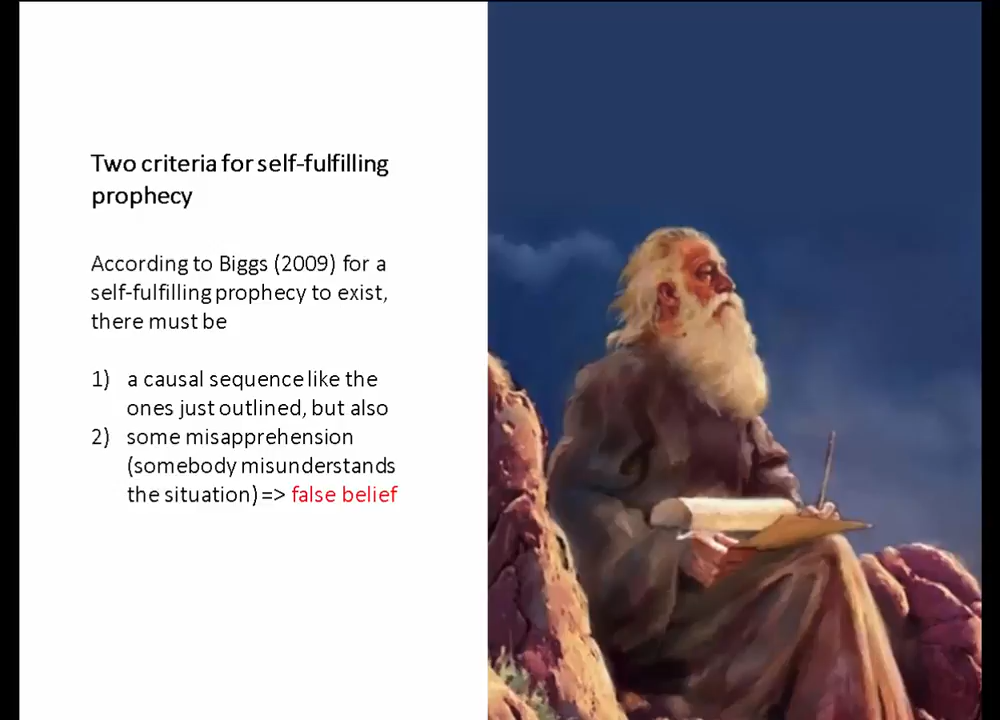 Two criteria for self-fulfilling
prophecy
According to Biggs (2009) for a
self-fulfilling prophecy to exist,
there must be
1) a causal sequence like the
ones just outlined, but also
2) some misapprehension
(somebody misunderstands
the situation) => false belief